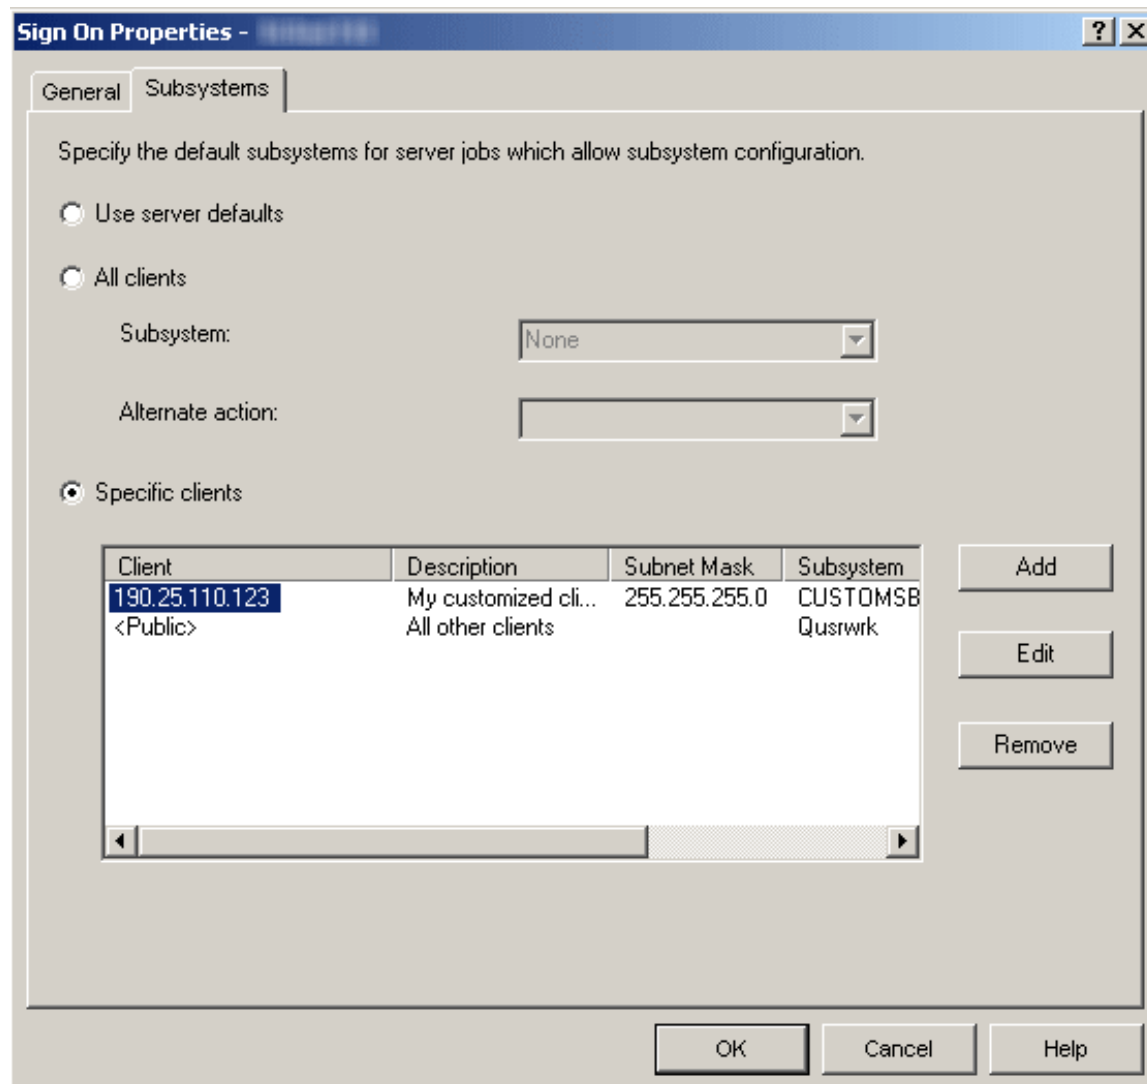 Sign On Properties -
General Subsystems
Specify the default subsystems for server jobs which allow subsystem configuration.
Use server defaults
All clients
Subsystem: None
Alternate action:
Specific clients
Client Description Subnet Mask Subsystem
190.25.110.123 My customized cli... 255.255.255.0 CUSTOMSB
<Public> All other clients Qusrwrk
Add
Edit
Remove
OK Cancel Help